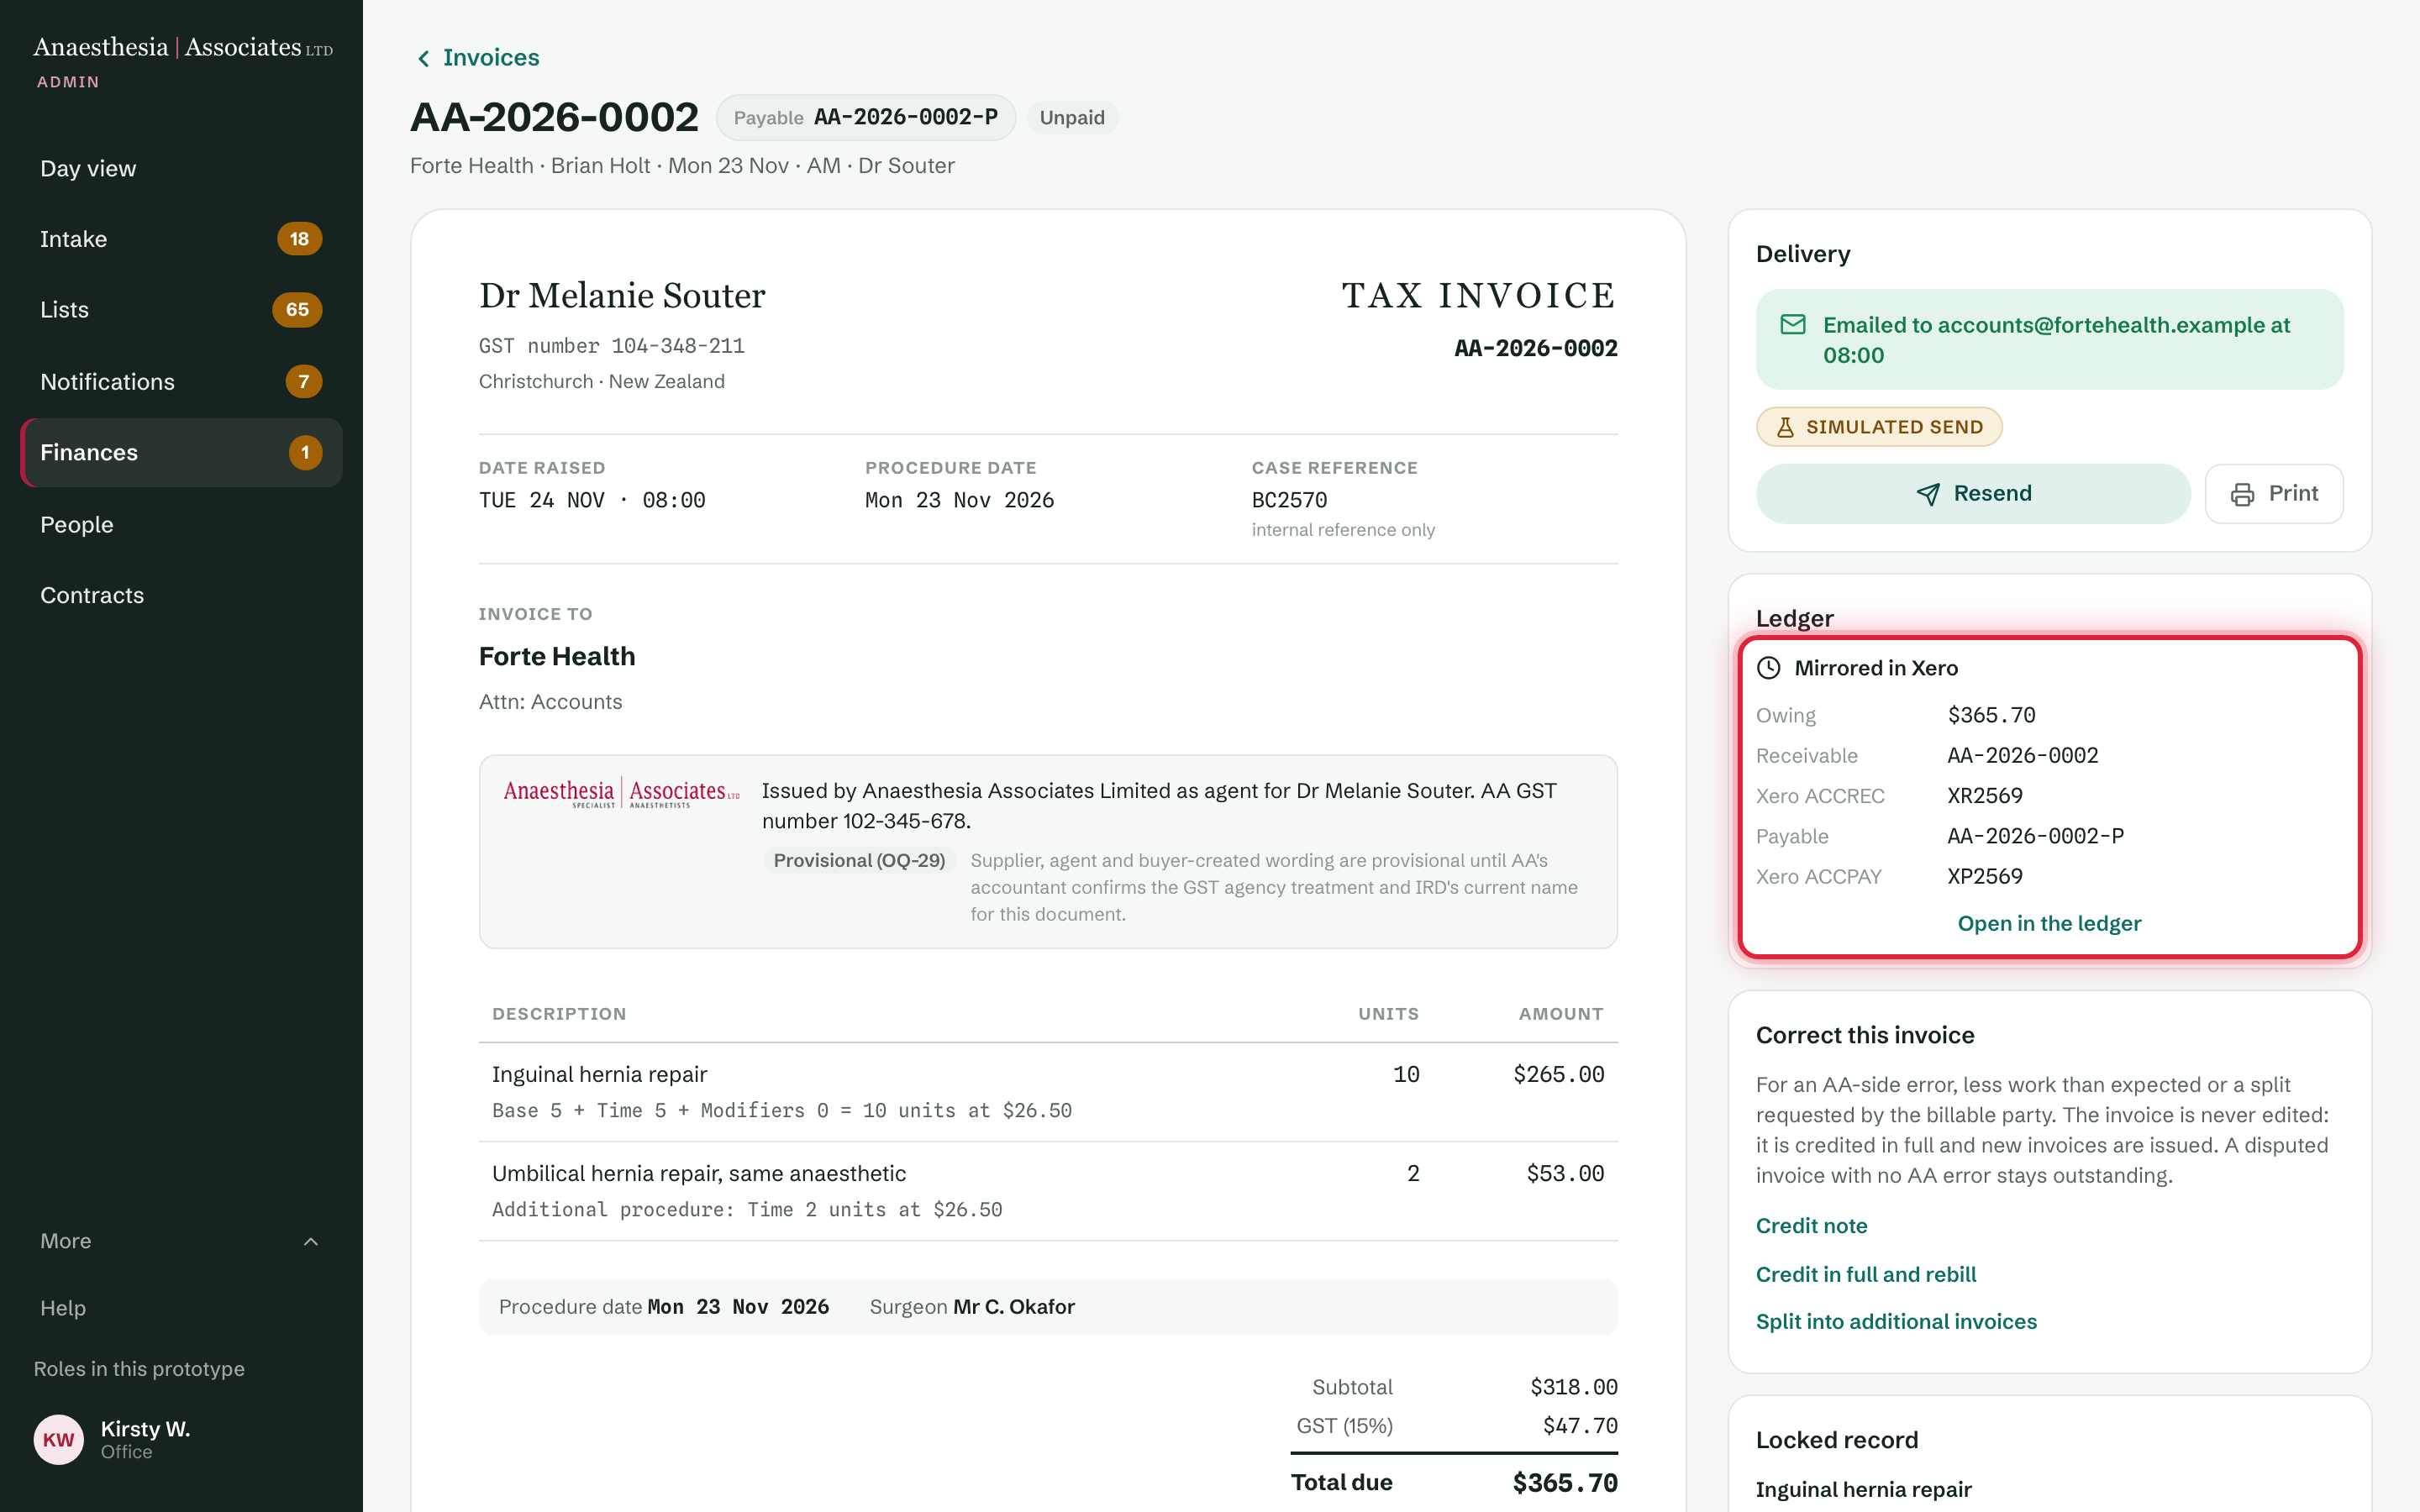 Anaesthesia | Associates LTD
ADMIN
Day view
Intake 18
Lists 65
Notifications 7
Finances 1
People
Contracts
More
Help
Roles in this prototype
KW
Kirsty W.
Office
Invoices
AA-2026-0002 Payable AA-2026-0002-P Unpaid
Forte Health · Brian Holt · Mon 23 Nov · AM · Dr Souter
Dr Melanie Souter
GST number 104-348-211
Christchurch · New Zealand
TAX INVOICE
AA-2026-0002
DATE RAISED
TUE 24 NOV · 08:00
PROCEDURE DATE
Mon 23 Nov 2026
CASE REFERENCE
BC2570
internal reference only
INVOICE TO
Forte Health
Attn: Accounts
Anaesthesia | Associates LTD
SPECIALIST ANAESTHETISTS
Issued by Anaesthesia Associates Limited as agent for Dr Melanie Souter. AA GST
number 102-345-678.
Provisional (OQ-29) Supplier, agent and buyer-created wording are provisional until AA's
accountant confirms the GST agency treatment and IRD's current name
for this document.
DESCRIPTION UNITS AMOUNT
Inguinal hernia repair 10 $265.00
Base 5 + Time 5 + Modifiers 0 = 10 units at $26.50
Umbilical hernia repair, same anaesthetic 2 $53.00
Additional procedure: Time 2 units at $26.50
Procedure date Mon 23 Nov 2026 Surgeon Mr C. Okafor
Subtotal $318.00
GST (15%) $47.70
Total due $365.70
Delivery
Emailed to accounts@fortehealth.example at
08:00
SIMULATED SEND
Resend
Print
Ledger
Mirrored in Xero
Owing $365.70
Receivable AA-2026-0002
Xero ACCREC XR2569
Payable AA-2026-0002-P
Xero ACCPAY XP2569
Open in the ledger
Correct this invoice
For an AA-side error, less work than expected or a split
requested by the billable party. The invoice is never edited:
it is credited in full and new invoices are issued. A disputed
invoice with no AA error stays outstanding.
Credit note
Credit in full and rebill
Split into additional invoices
Locked record
Inguinal hernia repair